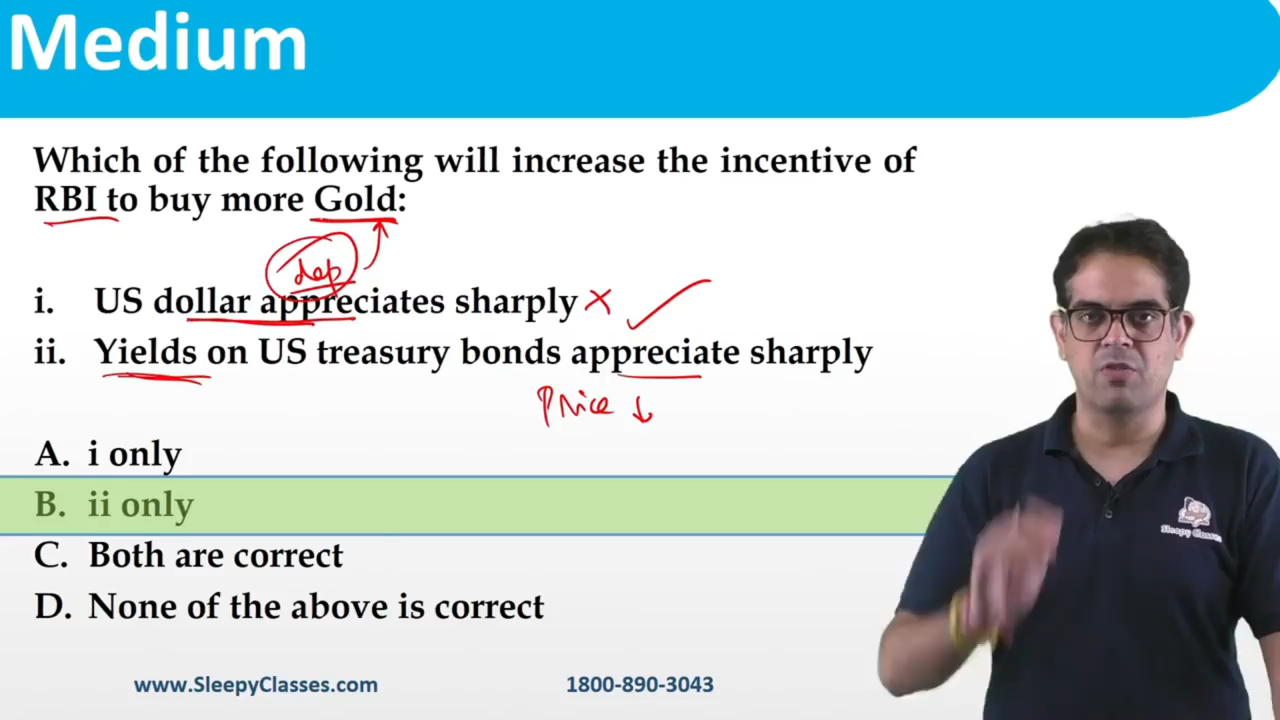 Medium
Which of the following will increase the incentive of
RBI to buy more Gold:
dep
i. US dollar appreciates sharply ×
ii. Yields on US treasury bonds appreciate sharply
Price ↓
A. i only
B. ii only
C. Both are correct
D. None of the above is correct
Sleepy Classes
www.SleepyClasses.com 1800-890-3043